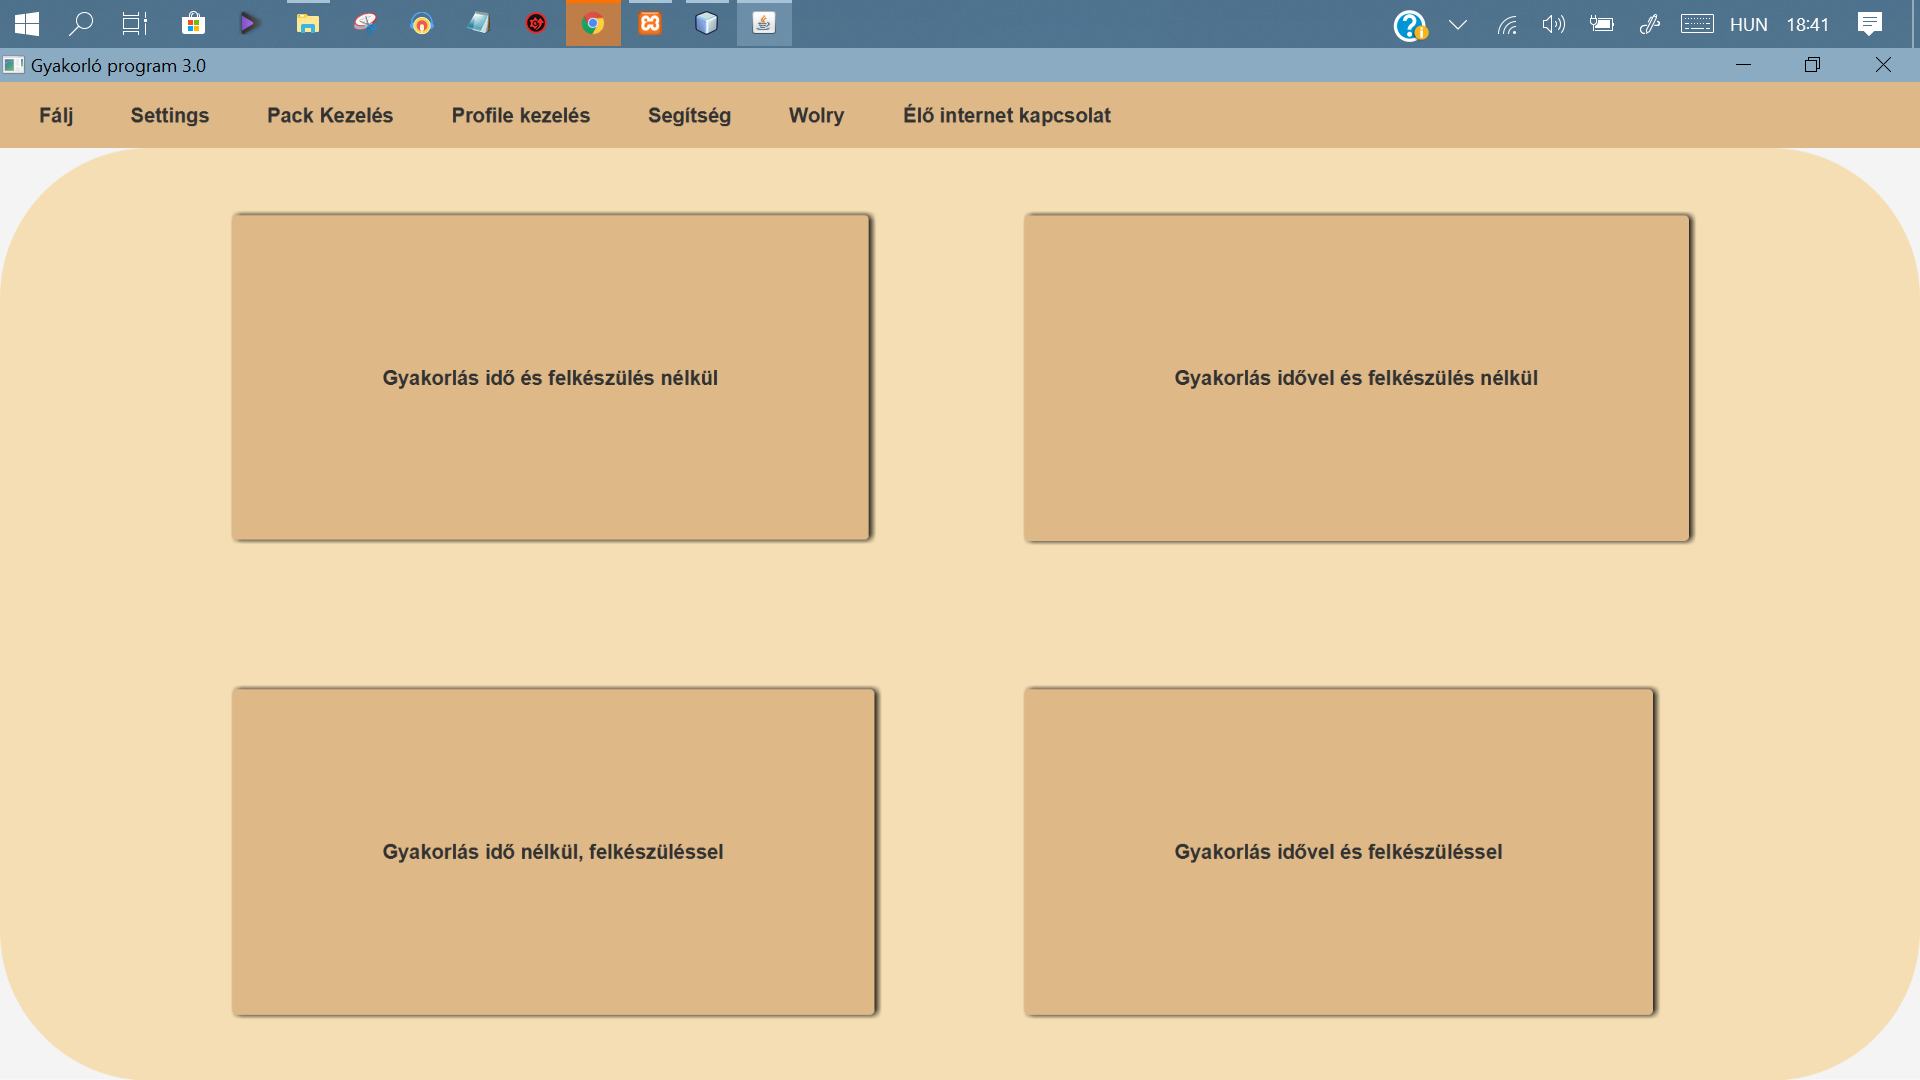 HUN 18:41
Gyakorló program 3.0
Fálj Settings Pack Kezelés Profile kezelés Segítség Wolry Élő internet kapcsolat
Gyakorlás idő és felkészülés nélkül
Gyakorlás idővel és felkészülés nélkül
Gyakorlás idő nélkül, felkészüléssel
Gyakorlás idővel és felkészüléssel